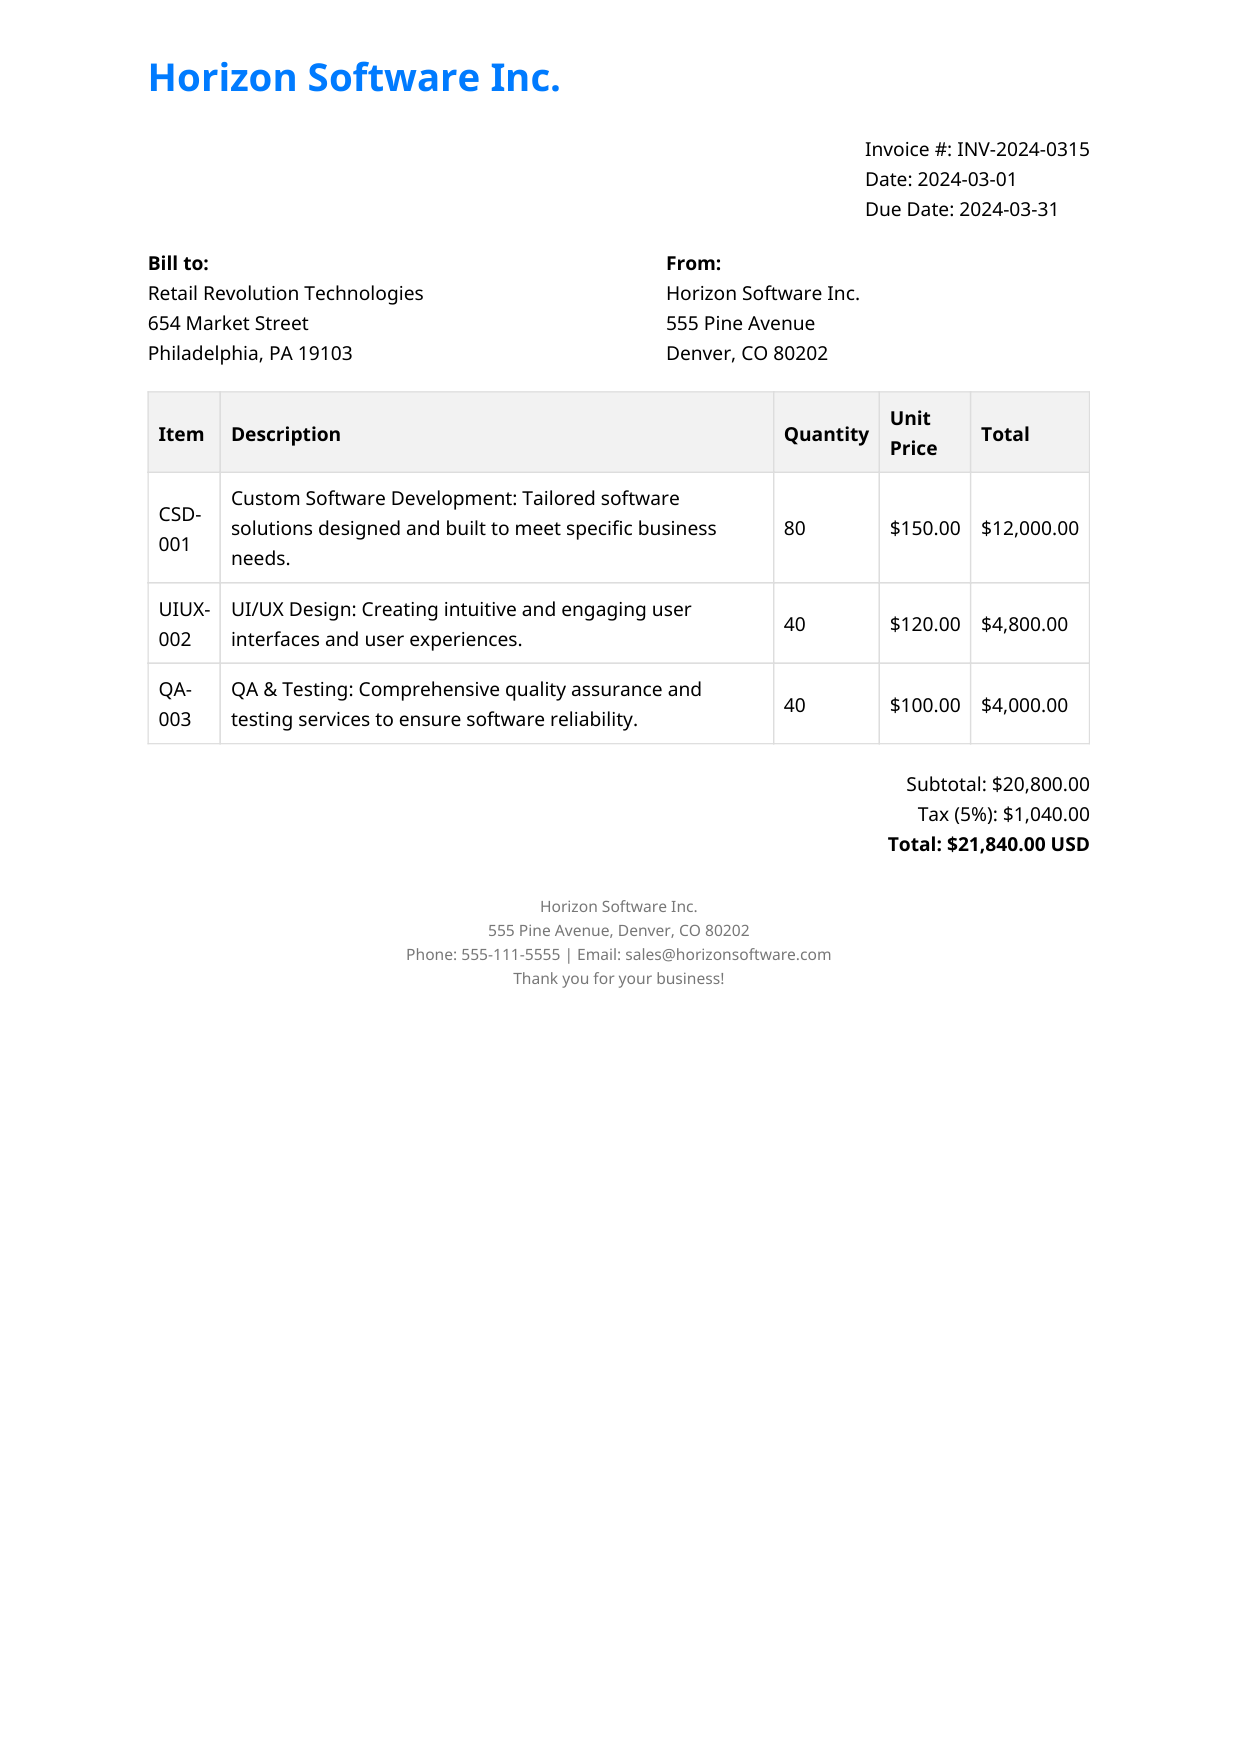 Horizon Software Inc.
Invoice #: INV-2024-0315
Date: 2024-03-01
Due Date: 2024-03-31
Bill to:
Retail Revolution Technologies
654 Market Street
Philadelphia, PA 19103
From:
Horizon Software Inc.
555 Pine Avenue
Denver, CO 80202
Item Description Quantity Unit Price Total
CSD-
001
Custom Software Development: Tailored software
solutions designed and built to meet specific business
needs.
80
$150.00
$12,000.00
UIUX-
002
UI/UX Design: Creating intuitive and engaging user
interfaces and user experiences.
40
$120.00
$4,800.00
QA-
003
QA & Testing: Comprehensive quality assurance and
testing services to ensure software reliability.
40
$100.00
$4,000.00
Subtotal: $20,800.00
Tax (5%): $1,040.00
Total: $21,840.00 USD
Horizon Software Inc.
555 Pine Avenue, Denver, CO 80202
Phone: 555-111-5555 | Email: sales@horizonsoftware.com
Thank you for your business!